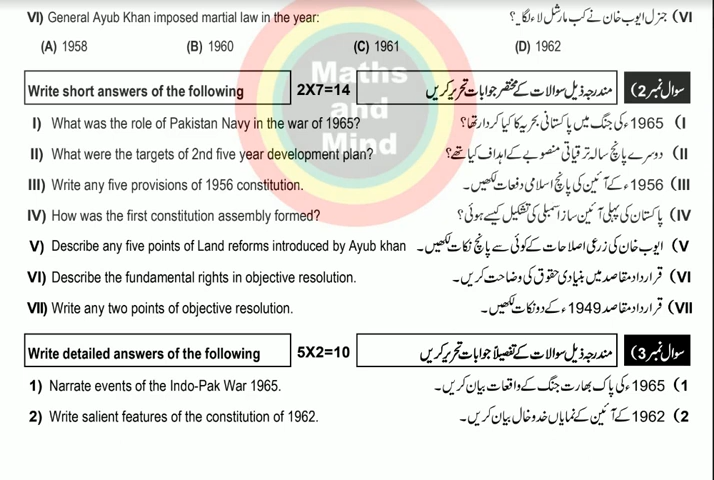 VI) General Ayub Khan imposed martial law in the year: VI) جنرل ایوب خان نے کب مارشل لاء لگایا؟
(A) 1958 (B) 1960 (C) 1961 (D) 1962
Maths and Mind
Write short answers of the following 2X7=14 مندرجہ ذیل سوالات کے مختصر جوابات تحریر کریں سوال نمبر 2)
I) What was the role of Pakistan Navy in the war of 1965? I) 1965ء کی جنگ میں پاکستانی بحریہ کا کیا کردار تھا؟
II) What were the targets of 2nd five year development plan? II) دوسرے پانچ سالہ ترقیاتی منصوبے کے اہداف کیا تھے؟
III) Write any five provisions of 1956 constitution. III) 1956ء کے آئین کی پانچ اسلامی دفعات لکھیں۔
IV) How was the first constitution assembly formed? IV) پاکستان کی پہلی آئین ساز اسمبلی کی تشکیل کیسے ہوئی؟
V) Describe any five points of Land reforms introduced by Ayub khan V) ایوب خان کی زرعی اصلاحات کے کوئی سے پانچ نکات لکھیں۔
VI) Describe the fundamental rights in objective resolution. VI) قرارداد مقاصد میں بنیادی حقوق کی وضاحت کریں۔
VII) Write any two points of objective resolution. VII) قرارداد مقاصد 1949ء کے دو نکات لکھیں۔
Write detailed answers of the following 5X2=10 مندرجہ ذیل سوالات کے تفصیلاً جوابات تحریر کریں سوال نمبر 3)
1) Narrate events of the Indo-Pak War 1965. 1) 1965ء کی پاک بھارت جنگ کے واقعات بیان کریں۔
2) Write salient features of the constitution of 1962. 2) 1962ء کے آئین کے نمایاں خدوخال بیان کریں۔